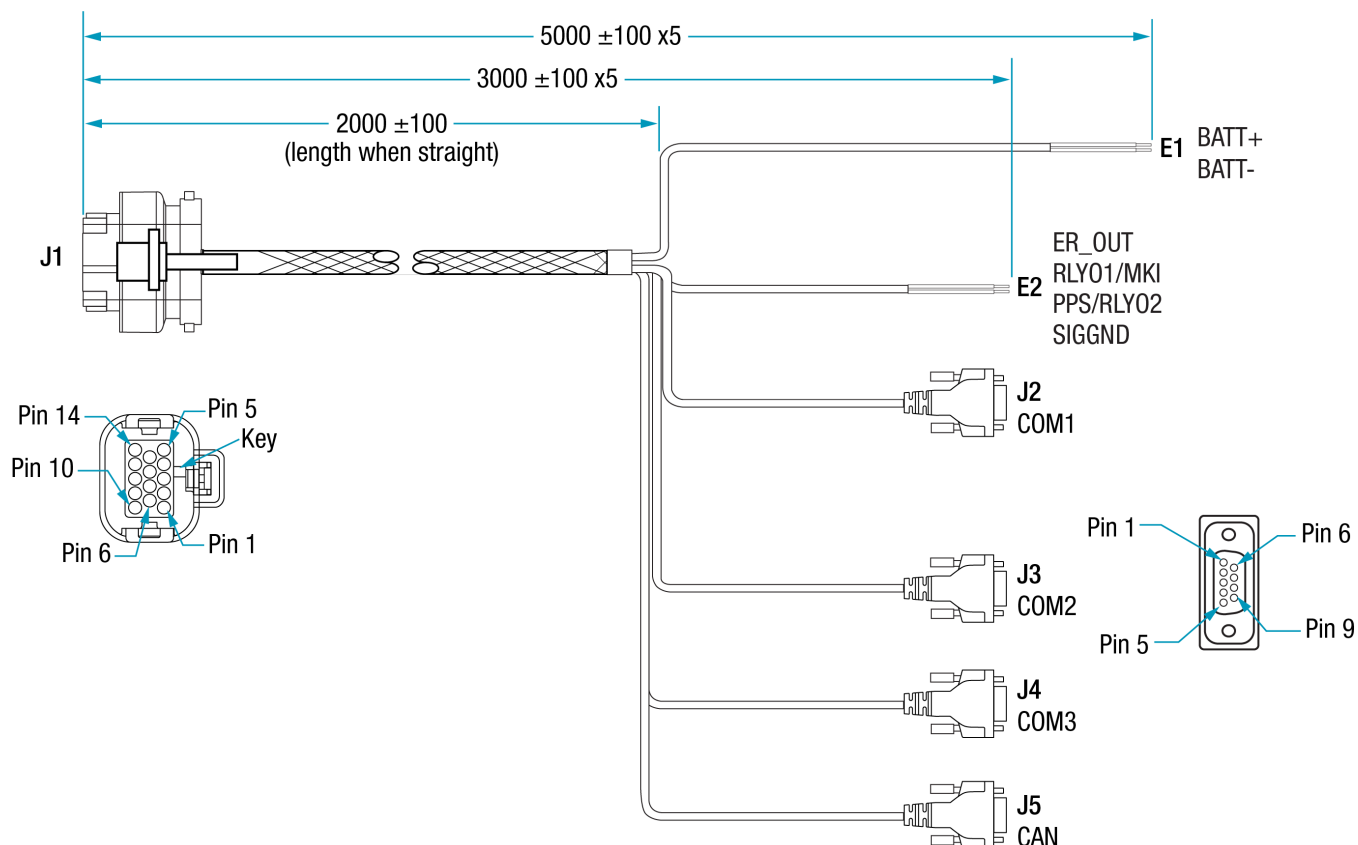 5000 ±100 x5
3000 ±100 x5
2000 ±100
(length when straight)
E1
BATT+
BATT-
J1
ER_OUT
RLYO1/MKI
PPS/RLYO2
SIGGND
E2
J2
COM1
Pin 14
Pin 5
Key
Pin 10
Pin 6
Pin 1
Pin 1
Pin 6
Pin 5
Pin 9
J3
COM2
J4
COM3
J5
CAN